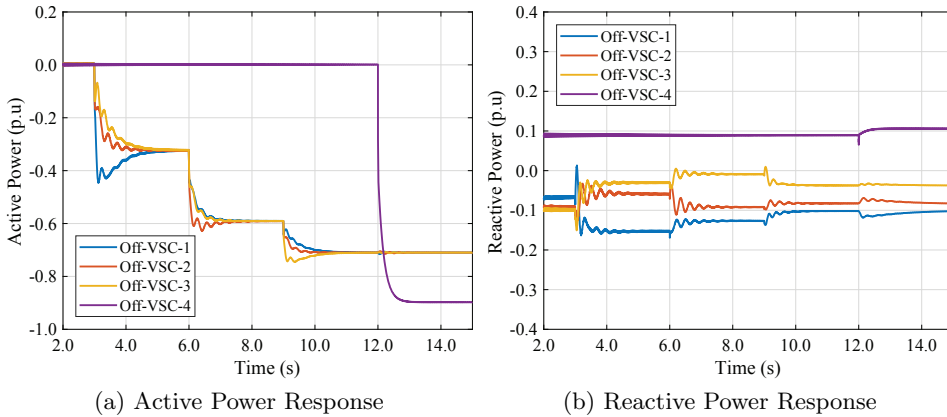 0.0
-0.2
-0.4
-0.6
-0.8
-1.0
Active Power (p.u)
Off-VSC-1
Off-VSC-2
Off-VSC-3
Off-VSC-4
2.0 4.0 6.0 8.0 10.0 12.0 14.0
Time (s)
(a) Active Power Response
0.4
0.3
0.2
0.1
0.0
-0.1
-0.2
-0.3
-0.4
Reactive Power (p.u)
Off-VSC-1
Off-VSC-2
Off-VSC-3
Off-VSC-4
2.0 4.0 6.0 8.0 10.0 12.0 14.0
Time (s)
(b) Reactive Power Response